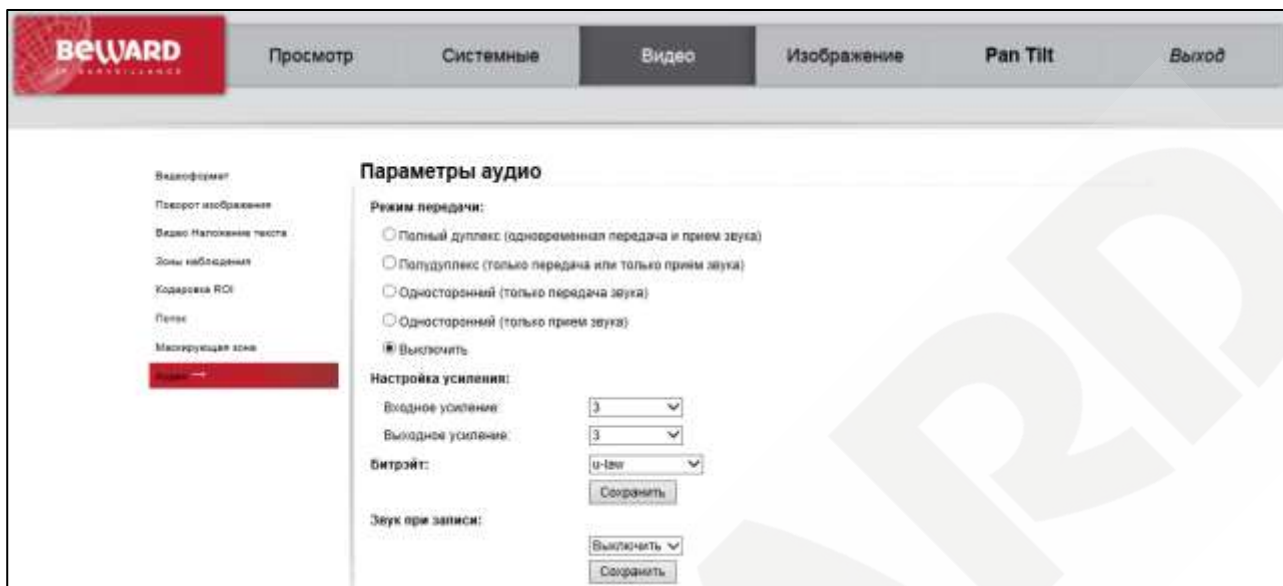 BEWARD
IP SURVEILLANCE
Просмотр
Системные
Видео
Изображение
Pan Tilt
Выход
Видеоформат
Поворот изображения
Видео Наложение текста
Зоны наблюдения
Кодировка ROI
Поток
Маскирующая зона
Аудио →
Параметры аудио
Режим передачи:
Полный дуплекс (одновременная передача и прием звука)
Полудуплекс (только передача или только прием звука)
Односторонний (только передача звука)
Односторонний (только прием звука)
Выключить
Настройка усиления:
Входное усиление: 3
Выходное усиление: 3
Битрэйт: u-law
Сохранить
Звук при записи:
Выключить
Сохранить